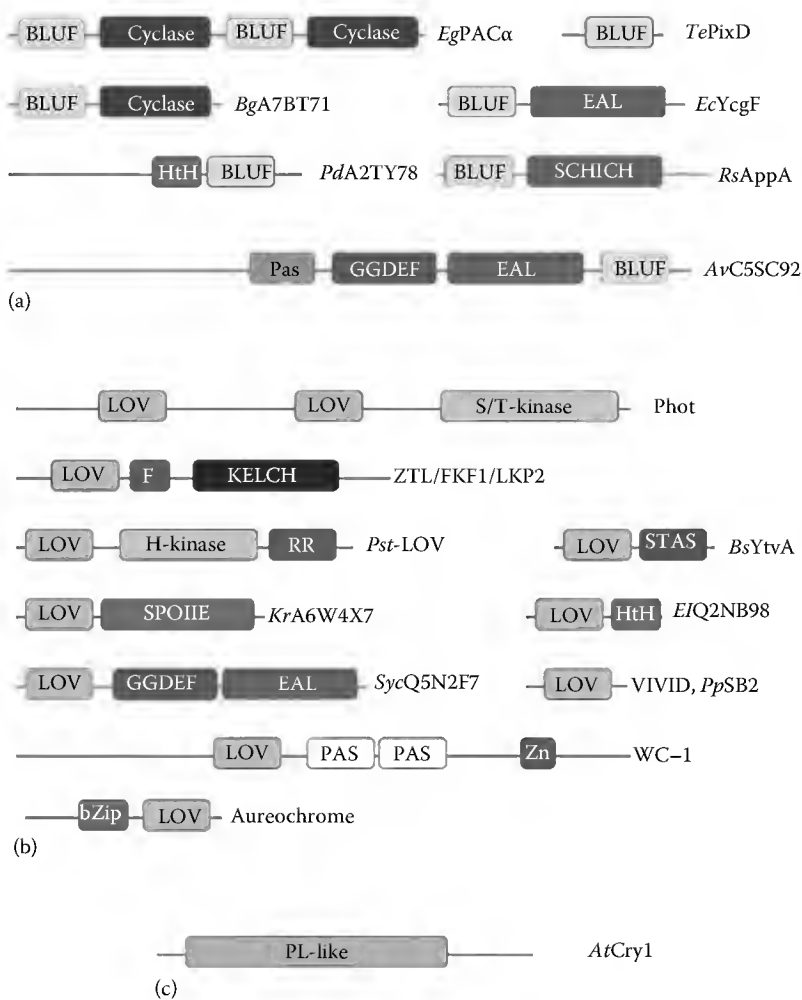 BLUF Cyclase BLUF Cyclase EgPACα BLUF TePixD
BLUF Cyclase BgA7BT71 BLUF EAL EcYcgF
HtH BLUF PdA2TY78 BLUF SCHICH RsAppA
Pas GGDEF EAL BLUF AvC5SC92
(a)
LOV LOV S/T-kinase Phot
LOV F KELCH ZTL/FKF1/LKP2
LOV H-kinase RR Pst-LOV LOV STAS BsYtvA
LOV SPOIIE KrA6W4X7 LOV HtH ElQ2NB98
LOV GGDEF EAL SycQ5N2F7 LOV VIVID, PpSB2
LOV PAS PAS Zn WC–1
bZip LOV Aureochrome
(b)
PL-like AtCry1
(c)